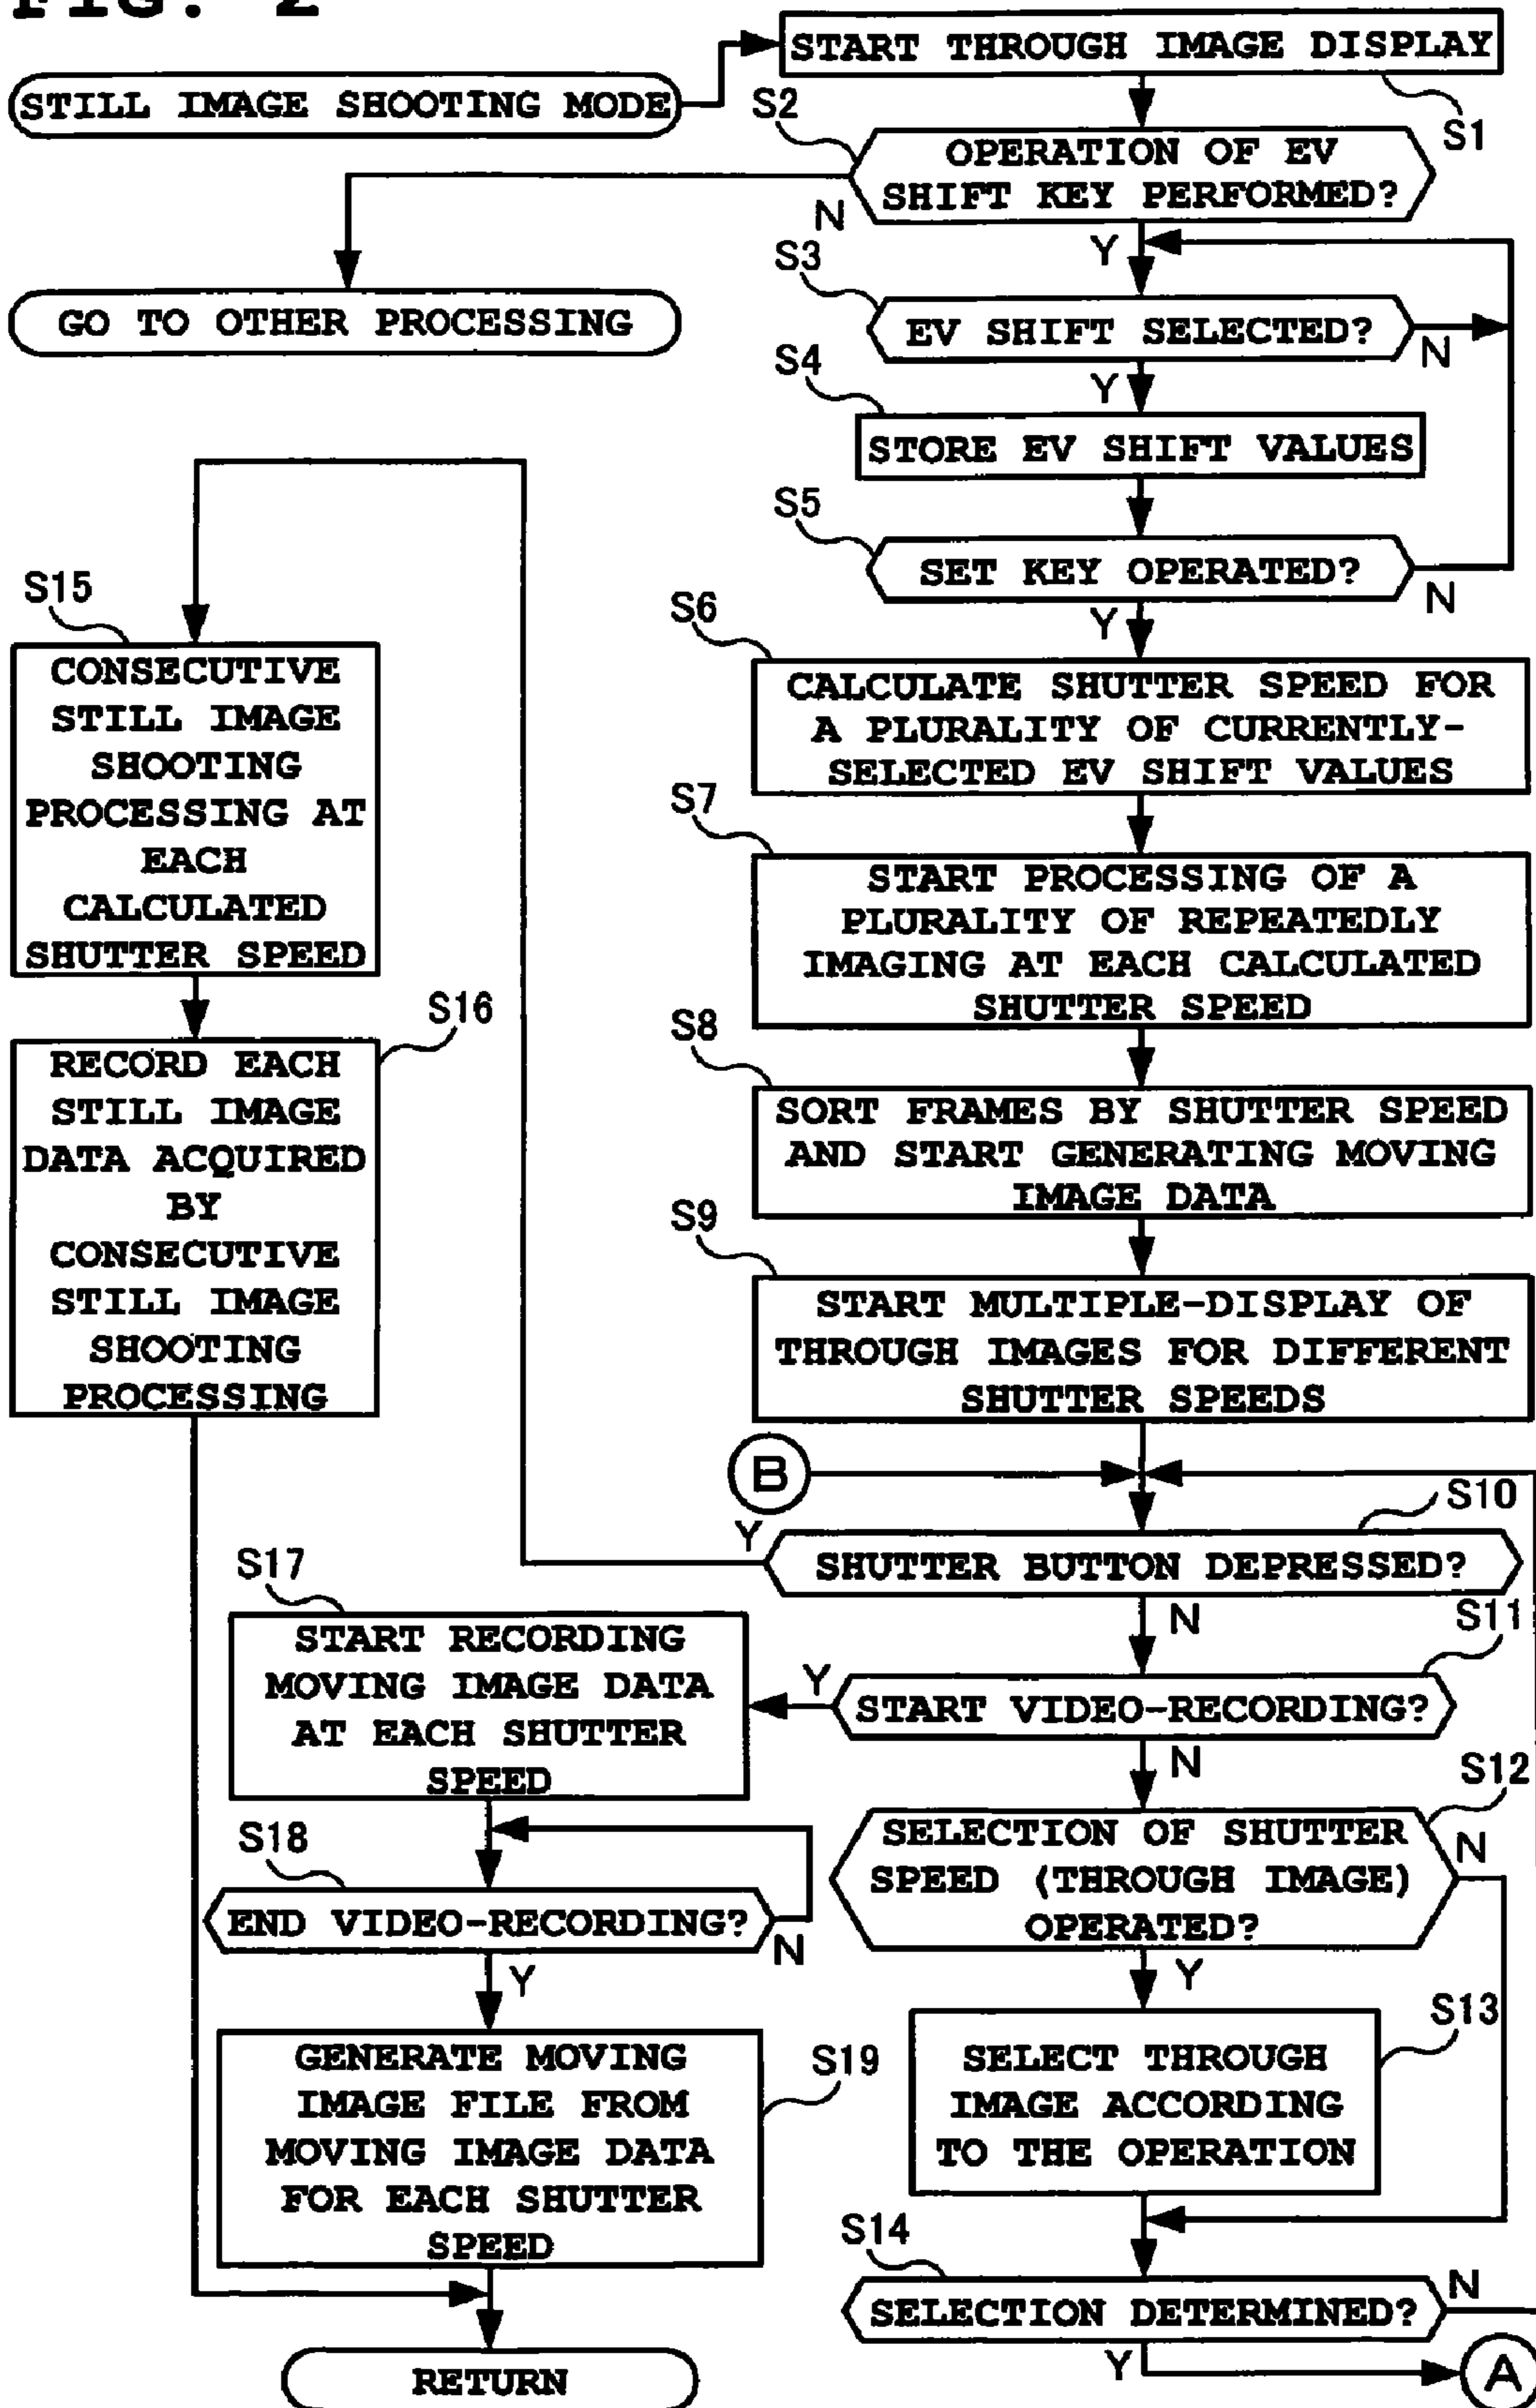 FIG. 2
START THROUGH IMAGE DISPLAY
STILL IMAGE SHOOTING MODE
S1
S2
OPERATION OF EV
SHIFT KEY PERFORMED?
N
Y
GO TO OTHER PROCESSING
S3
EV SHIFT SELECTED?
N
Y
S4
STORE EV SHIFT VALUES
S5
SET KEY OPERATED?
N
Y
S6
CALCULATE SHUTTER SPEED FOR
A PLURALITY OF CURRENTLY-
SELECTED EV SHIFT VALUES
S7
START PROCESSING OF A
PLURALITY OF REPEATEDLY
IMAGING AT EACH CALCULATED
SHUTTER SPEED
S8
SORT FRAMES BY SHUTTER SPEED
AND START GENERATING MOVING
IMAGE DATA
S9
START MULTIPLE-DISPLAY OF
THROUGH IMAGES FOR DIFFERENT
SHUTTER SPEEDS
B
S10
SHUTTER BUTTON DEPRESSED?
Y
N
S11
START VIDEO-RECORDING?
Y
N
S12
SELECTION OF SHUTTER
SPEED (THROUGH IMAGE)
OPERATED?
N
Y
S13
SELECT THROUGH
IMAGE ACCORDING
TO THE OPERATION
S14
SELECTION DETERMINED?
N
Y
A
S15
CONSECUTIVE
STILL IMAGE
SHOOTING
PROCESSING AT
EACH
CALCULATED
SHUTTER SPEED
S16
RECORD EACH
STILL IMAGE
DATA ACQUIRED
BY
CONSECUTIVE
STILL IMAGE
SHOOTING
PROCESSING
S17
START RECORDING
MOVING IMAGE DATA
AT EACH SHUTTER
SPEED
S18
END VIDEO-RECORDING?
N
Y
S19
GENERATE MOVING
IMAGE FILE FROM
MOVING IMAGE DATA
FOR EACH SHUTTER
SPEED
RETURN